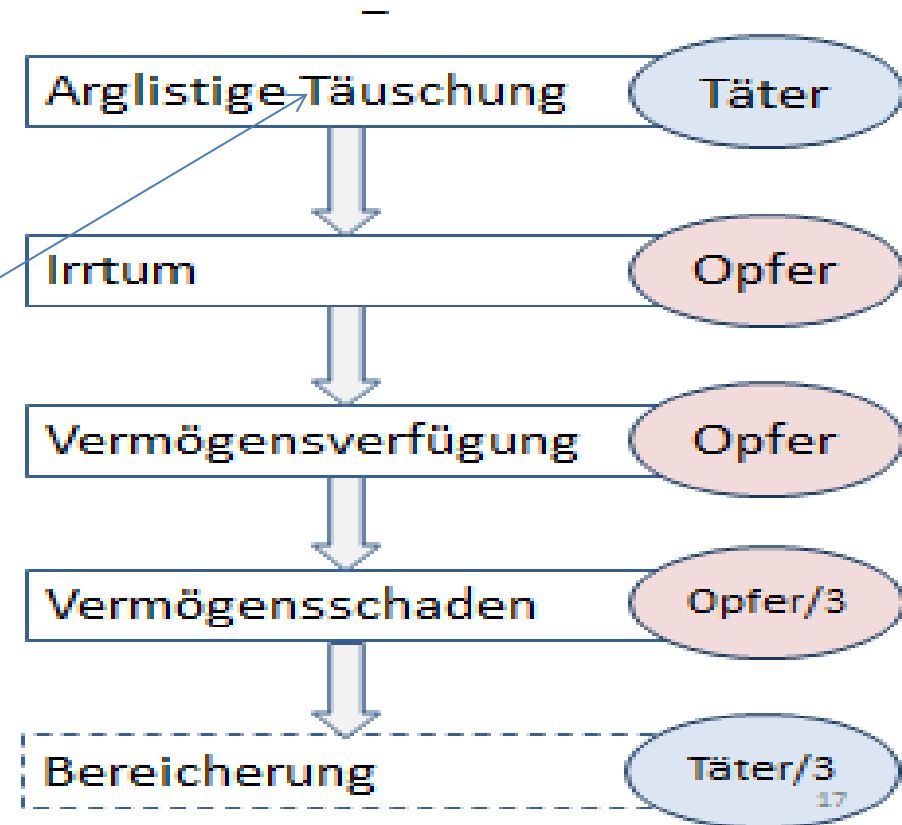 Arglistige Täuschung Täter
Irrtum Opfer
Vermögensverfügung Opfer
Vermögensschaden Opfer/3
Bereicherung Täter/3
17